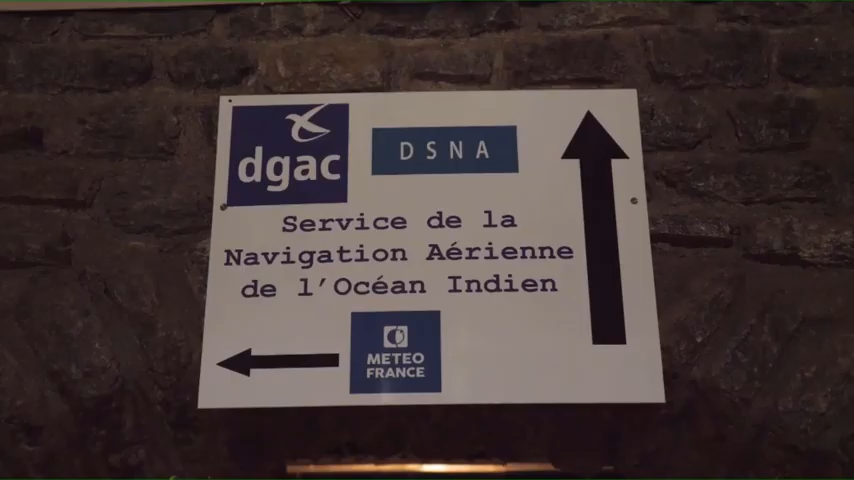 dgac
DSNA
Service de la
Navigation Aérienne
de l'Océan Indien
METEO
FRANCE